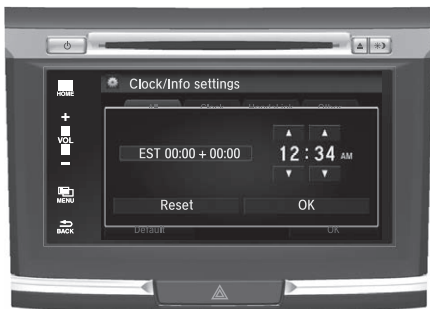 HOME
Clock/Info settings
+
VOL
-
EST 00:00 + 00:00
12 : 34 AM
Reset
OK
MENU
BACK
Default
OK